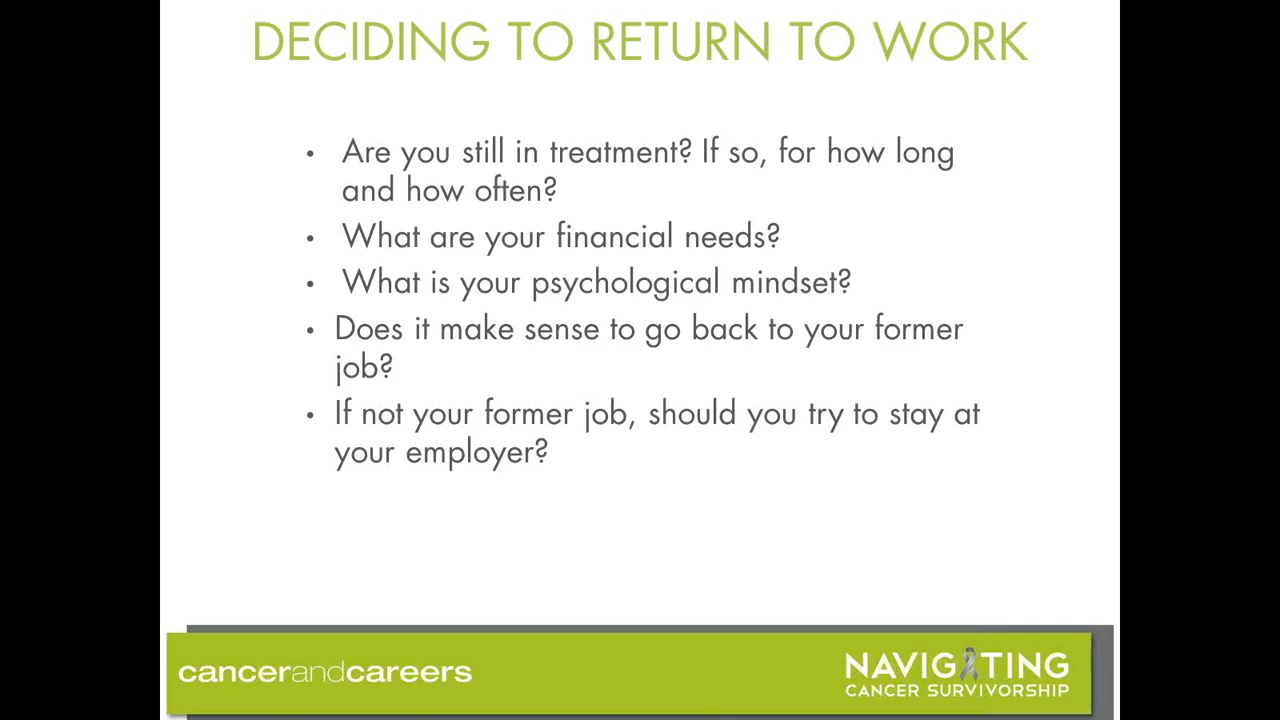 DECIDING TO RETURN TO WORK
• Are you still in treatment? If so, for how long
and how often?
• What are your financial needs?
• What is your psychological mindset?
• Does it make sense to go back to your former
job?
• If not your former job, should you try to stay at
your employer?
cancerandcareers
NAVIGATING
CANCER SURVIVORSHIP